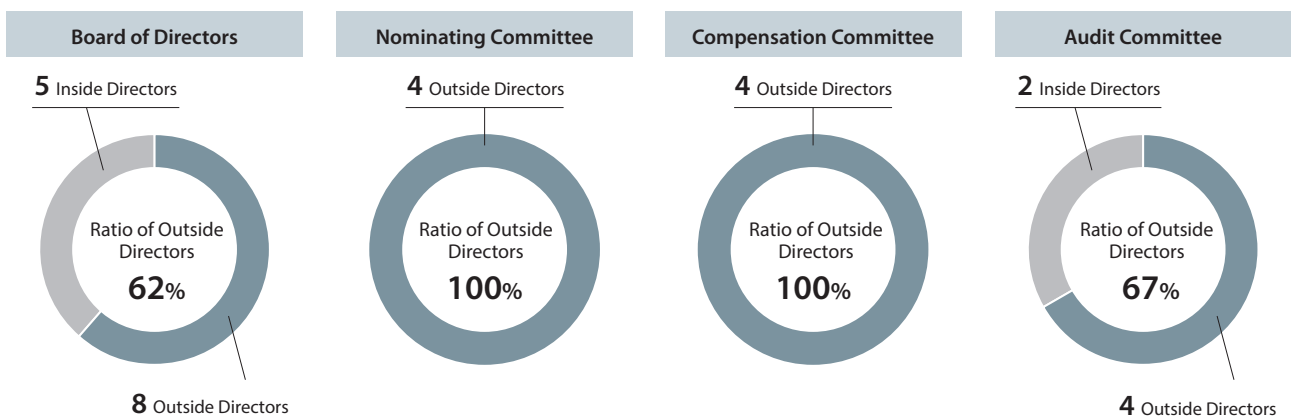 Board of Directors
5 Inside Directors
Ratio of Outside
Directors
62%
8 Outside Directors
Nominating Committee
4 Outside Directors
Ratio of Outside
Directors
100%
Compensation Committee
4 Outside Directors
Ratio of Outside
Directors
100%
Audit Committee
2 Inside Directors
Ratio of Outside
Directors
67%
4 Outside Directors